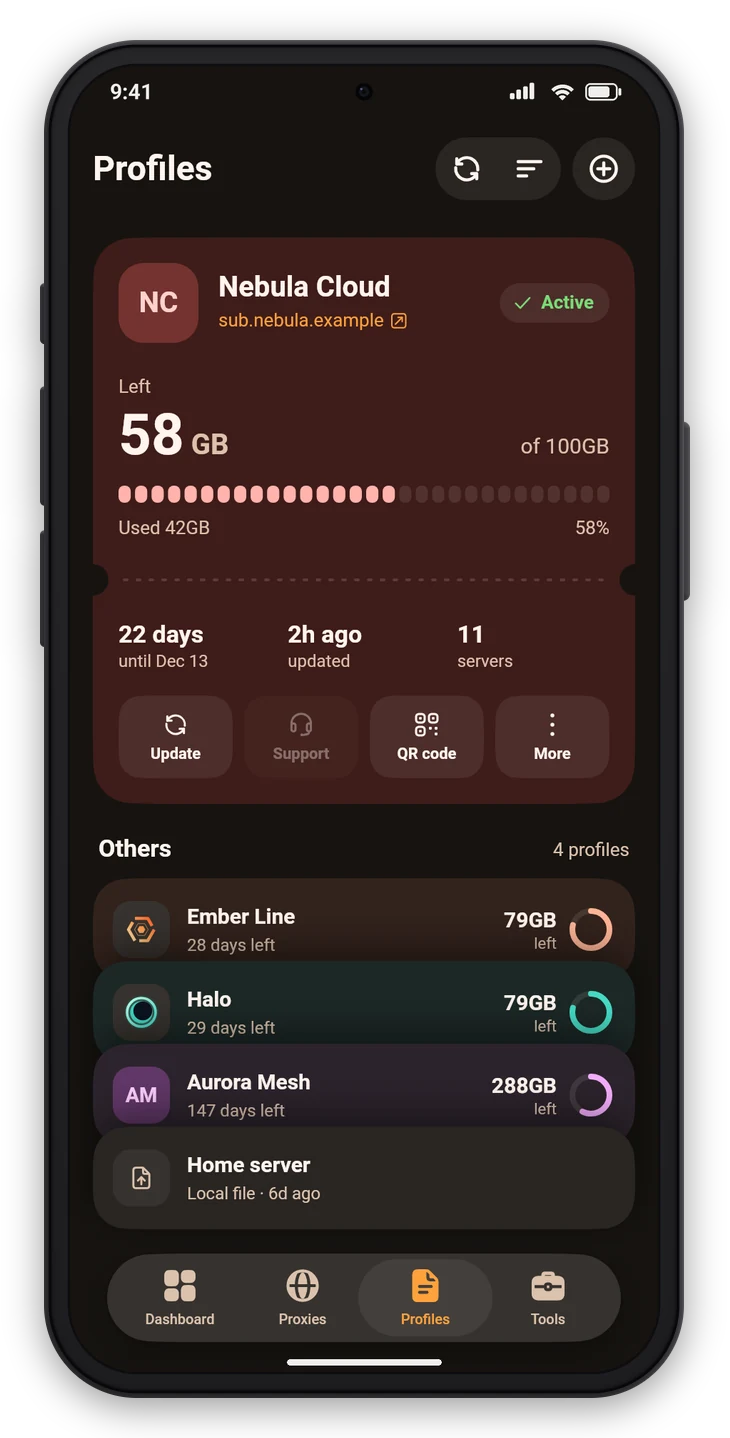 9:41
Profiles
NC
Nebula Cloud
sub.nebula.example
Active
Left
58 GB
of 100GB
Used 42GB
58%
22 days
until Dec 13
2h ago
updated
11
servers
Update
Support
QR code
More
Others
4 profiles
Ember Line
28 days left
79GB
left
Halo
29 days left
79GB
left
AM
Aurora Mesh
147 days left
288GB
left
Home server
Local file · 6d ago
Dashboard
Proxies
Profiles
Tools